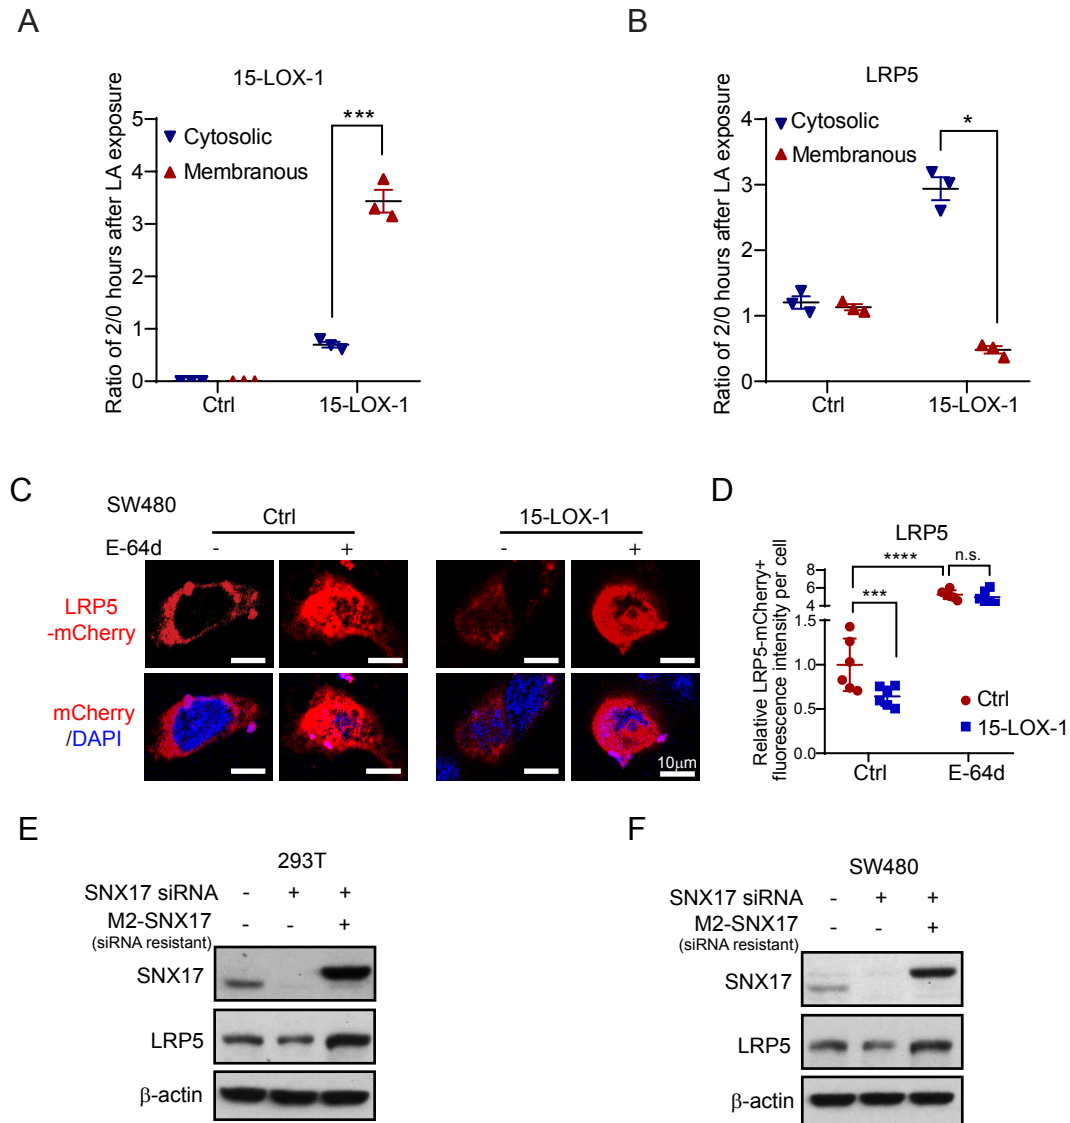 A
15-LOX-1
Ratio of 2/0 hours after LA exposure
5
4
3
2
1
0
Cytosolic
Membranous
***
Ctrl
15-LOX-1
B
LRP5
Ratio of 2/0 hours after LA exposure
4
3
2
1
0
Cytosolic
Membranous
*
Ctrl
15-LOX-1
C
SW480
Ctrl
15-LOX-1
E-64d
- + - +
LRP5
-mCherry
mCherry
/DAPI
10μm
D
LRP5
Relative LRP5-mCherry+
fluorescence intensity per cell
8
6
4
1.5
1.0
0.5
0.0
****
n.s.
***
Ctrl
15-LOX-1
Ctrl
E-64d
E
293T
SNX17 siRNA - + +
M2-SNX17 - - +
(siRNA resistant)
SNX17
LRP5
β-actin
F
SW480
SNX17 siRNA - + +
M2-SNX17 - - +
(siRNA resistant)
SNX17
LRP5
β-actin